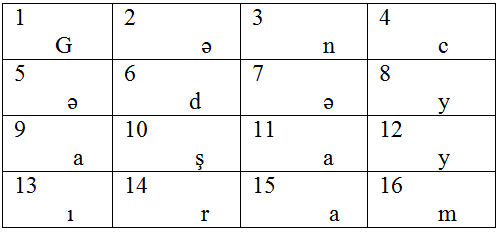 1 G 2 ə 3 n 4 c
5 ə 6 d 7 ə 8 y
9 a 10 ş 11 a 12 y
13 ı 14 r 15 a 16 m